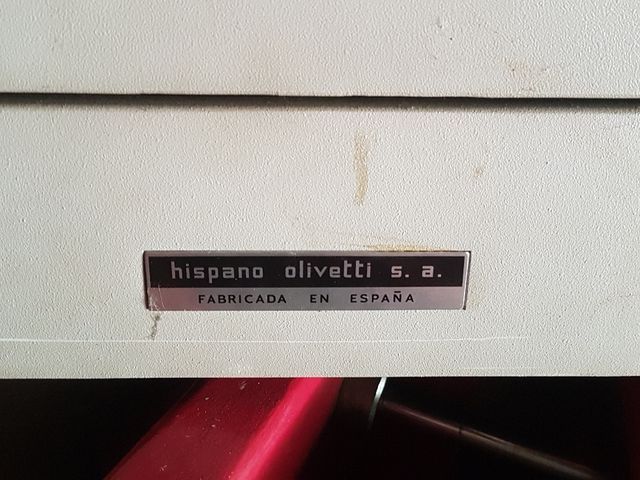 hispano olivetti s. a.
FABRICADA EN ESPAÑA